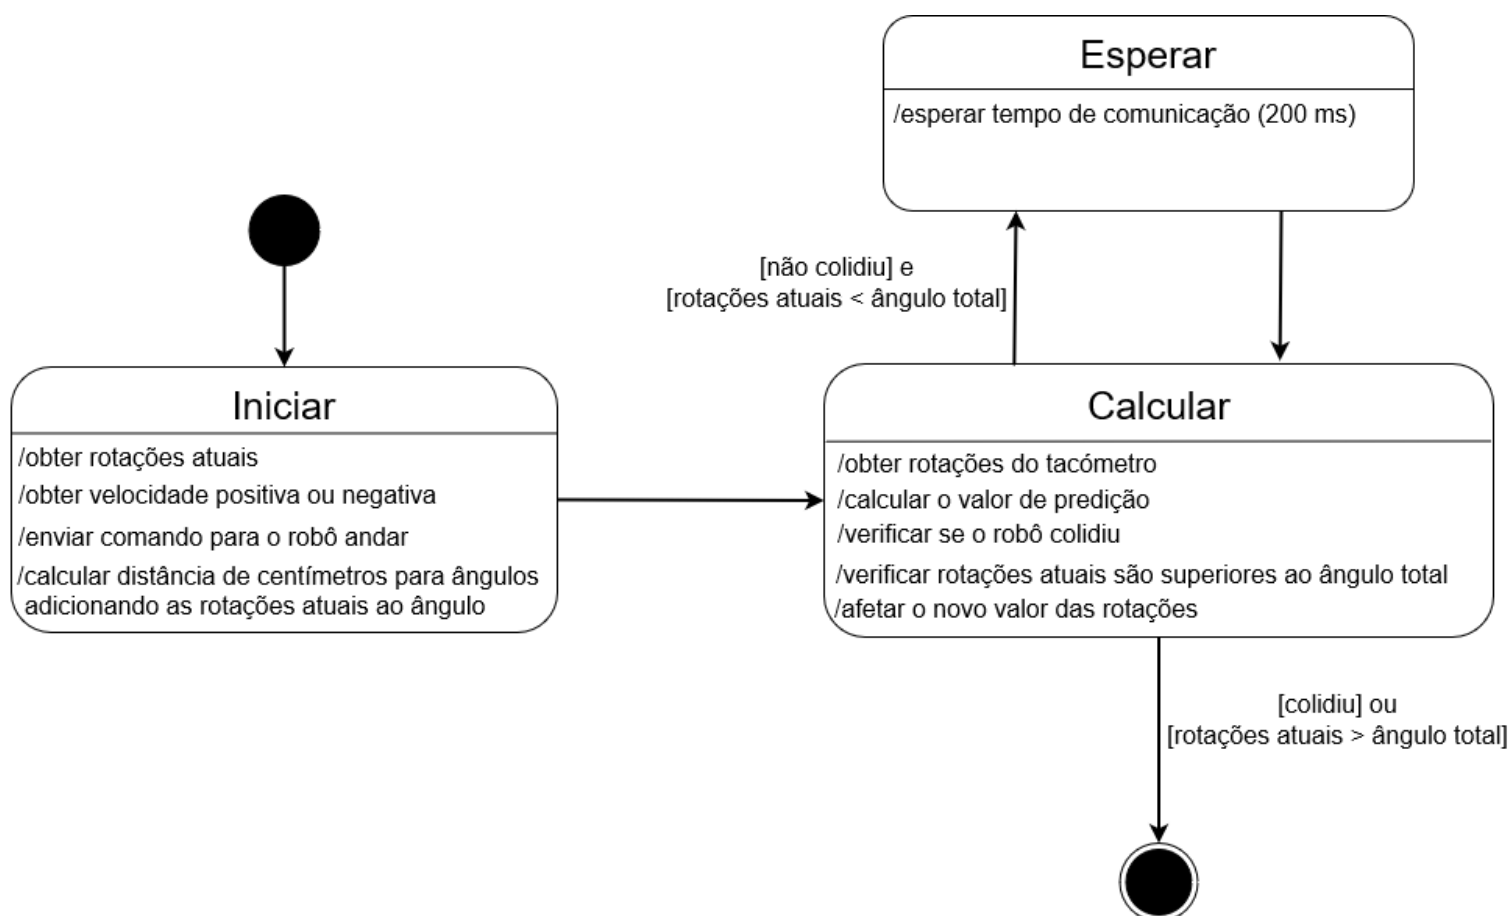 Esperar
/esperar tempo de comunicação (200 ms)
[não colidiu] e
[rotações atuais < ângulo total]
Iniciar
/obter rotações atuais
/obter velocidade positiva ou negativa
/enviar comando para o robô andar
/calcular distância de centímetros para ângulos
adicionando as rotações atuais ao ângulo
Calcular
/obter rotações do tacómetro
/calcular o valor de predição
/verificar se o robô colidiu
/verificar rotações atuais são superiores ao ângulo total
/afetar o novo valor das rotações
[colidiu] ou
[rotações atuais > ângulo total]